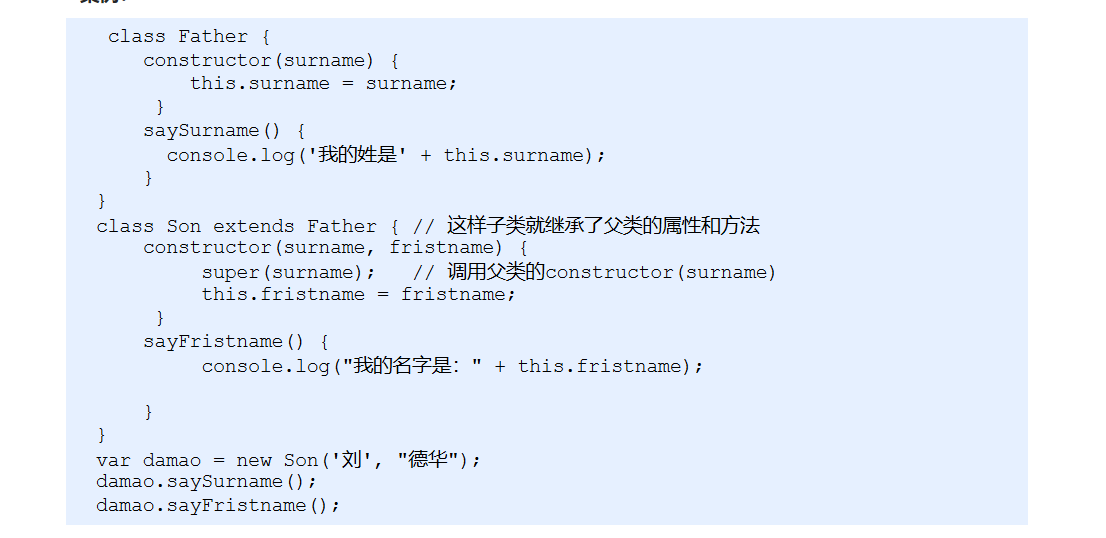 案例:
class Father {
constructor(surname) {
this.surname = surname;
}
saySurname() {
console.log('我的姓是' + this.surname);
}
}
class Son extends Father { // 这样子类就继承了父类的属性和方法
constructor(surname, fristname) {
super(surname); // 调用父类的constructor(surname)
this.fristname = fristname;
}
sayFristname() {
console.log("我的名字是：" + this.fristname);
}
}
var damao = new Son('刘', "德华");
damao.saySurname();
damao.sayFristname();